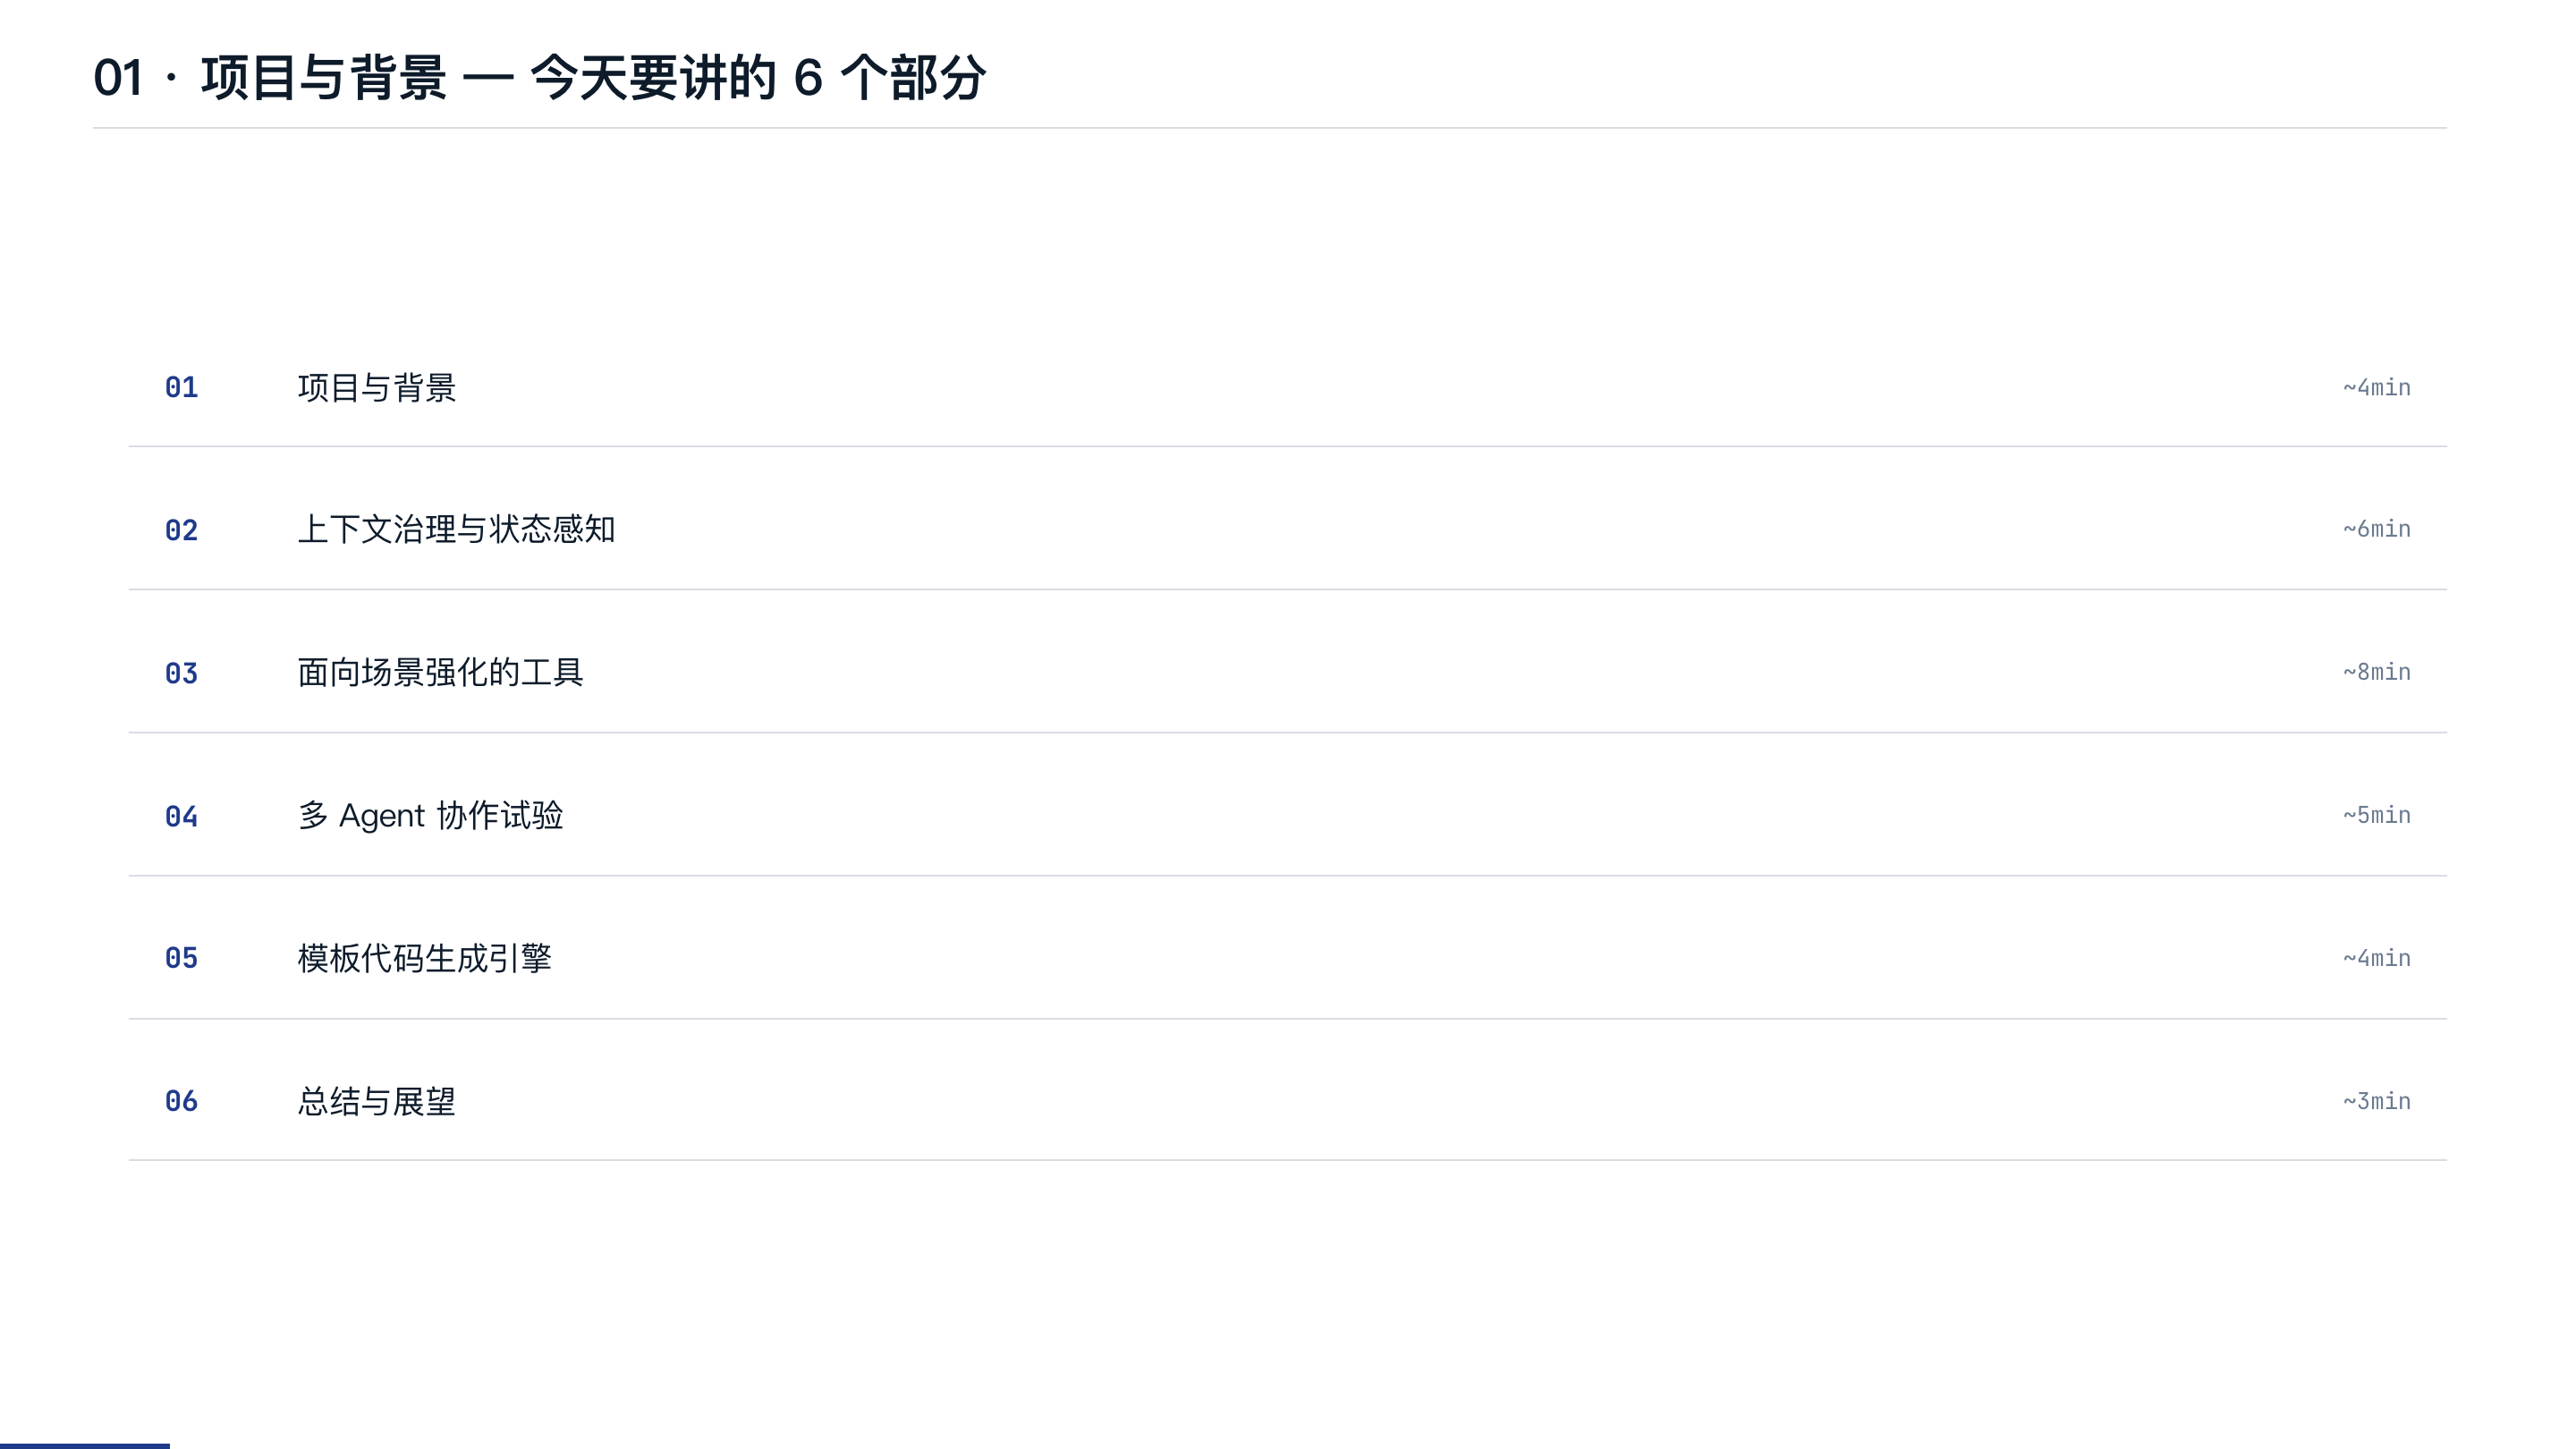 01 · 项目与背景 — 今天要讲的 6 个部分
01 项目与背景 ~4min
02 上下文治理与状态感知 ~6min
03 面向场景强化的工具 ~8min
04 多 Agent 协作试验 ~5min
05 模板代码生成引擎 ~4min
06 总结与展望 ~3min